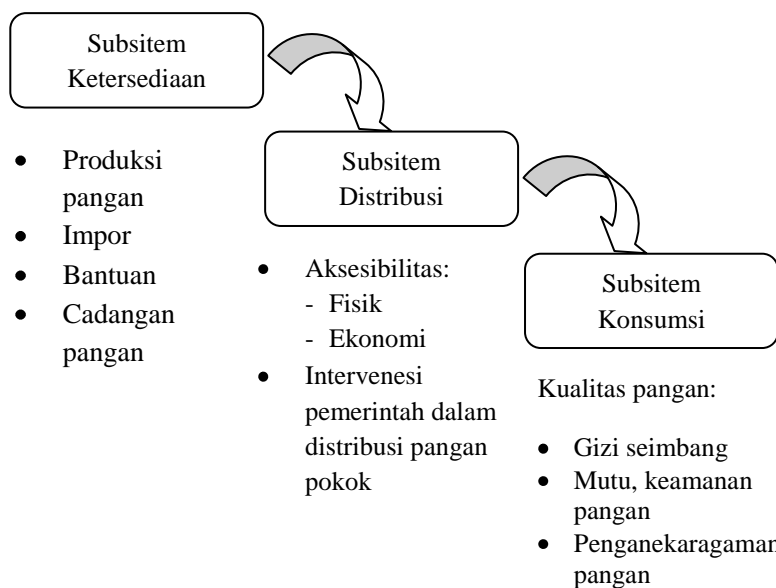 Subsitem
Ketersediaan
• Produksi
pangan
• Impor
• Bantuan
• Cadangan
pangan
Subsitem
Distribusi
• Aksesibilitas:
- Fisik
- Ekonomi
• Intervenesi
pemerintah dalam
distribusi pangan
pokok
Subsitem
Konsumsi
Kualitas pangan:
• Gizi seimbang
• Mutu, keamanan
pangan
• Penganekaragaman
pangan